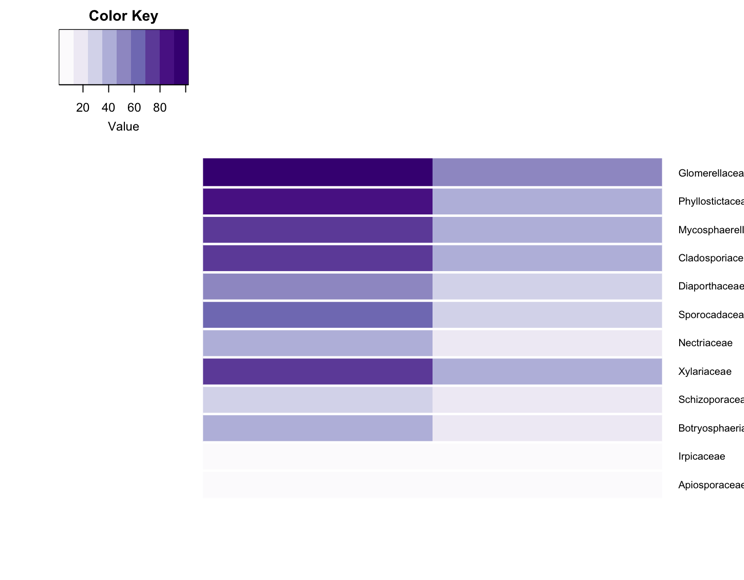 Color Key
20 40 60 80
Value
Glomerellacea
Phyllostictacea
Mycosphaerell
Cladosporiace
Diaporthaceae
Sporocadacea
Nectriaceae
Xylariaceae
Schizoporacea
Botryosphaeria
Irpicaceae
Apiosporaceae